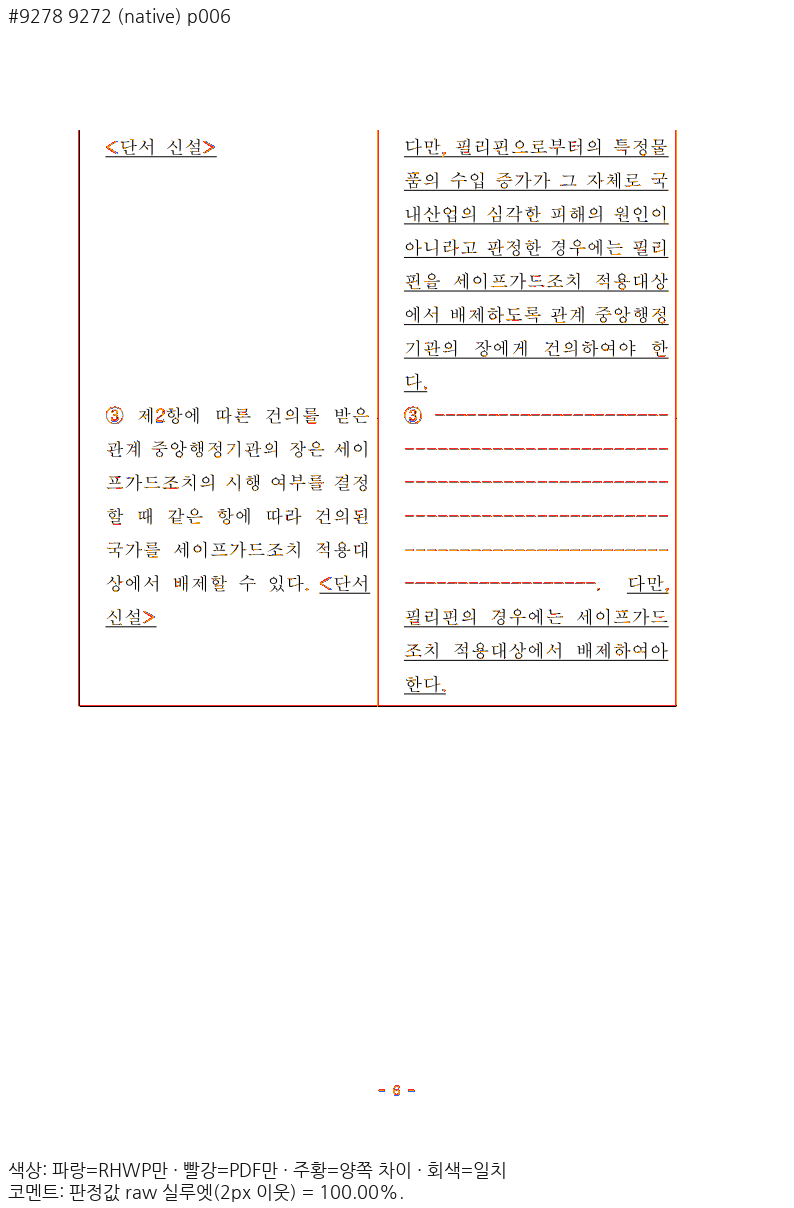 #9278 9272 (native) p006
<단서 신설>
다만, 필리핀으로부터의 특정물
품의 수입 증가가 그 자체로 국
내산업의 심각한 피해의 원인이
아니라고 판정한 경우에는 필리
핀을 세이프가드조치 적용대상
에서 배제하도록 관계 중앙행정
기관의 장에게 건의하여야 한
다.
③ 제2항에 따른 건의를 받은
관계 중앙행정기관의 장은 세이
프가드조치의 시행 여부를 결정
할 때 같은 항에 따라 건의된
국가를 세이프가드조치 적용대
상에서 배제할 수 있다. <단서
신설>
③ ----------------------
-------------------------
-------------------------
-------------------------
-------------------------
------------------. 다만,
필리핀의 경우에는 세이프가드
조치 적용대상에서 배제하여야
한다.
- 6 -
색상: 파랑=RHWP만 · 빨강=PDF만 · 주황=양쪽 차이 · 회색=일치
코멘트: 판정값 raw 실루엣(2px 이웃) = 100.00%.